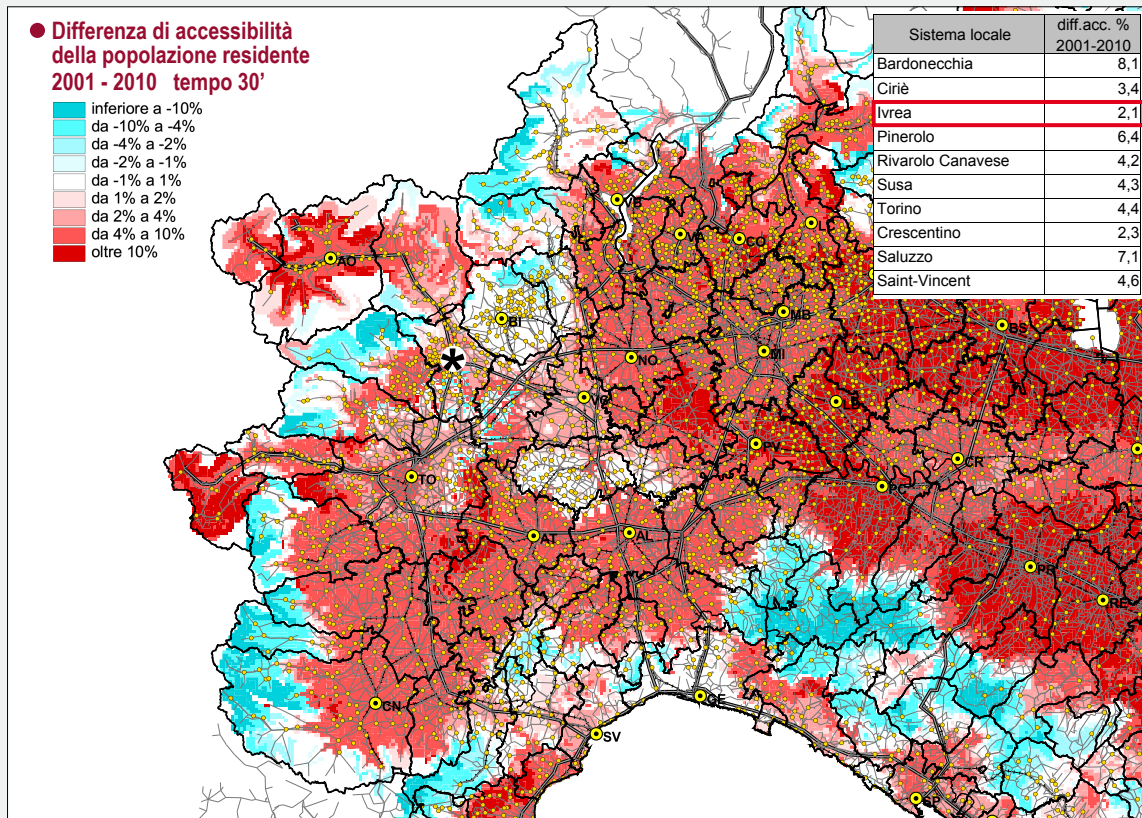 Differenza di accessibilità
della popolazione residente
2001 - 2010 tempo 30’
inferiore a -10%
da -10% a -4%
da -4% a -2%
da -2% a -1%
da -1% a 1%
da 1% a 2%
da 2% a 4%
da 4% a 10%
oltre 10%
Sistema locale diff.acc. % 2001-2010
Bardonecchia 8,1
Ciriè 3,4
Ivrea 2,1
Pinerolo 6,4
Rivarolo Canavese 4,2
Susa 4,3
Torino 4,4
Crescentino 2,3
Saluzzo 7,1
Saint-Vincent 4,6
VB
VA
CO
AO
BI
*
MB
BS
NO
MI
VC
PV
CR
TO
AT
AL
PR
RE
CN
GE
SV
SP